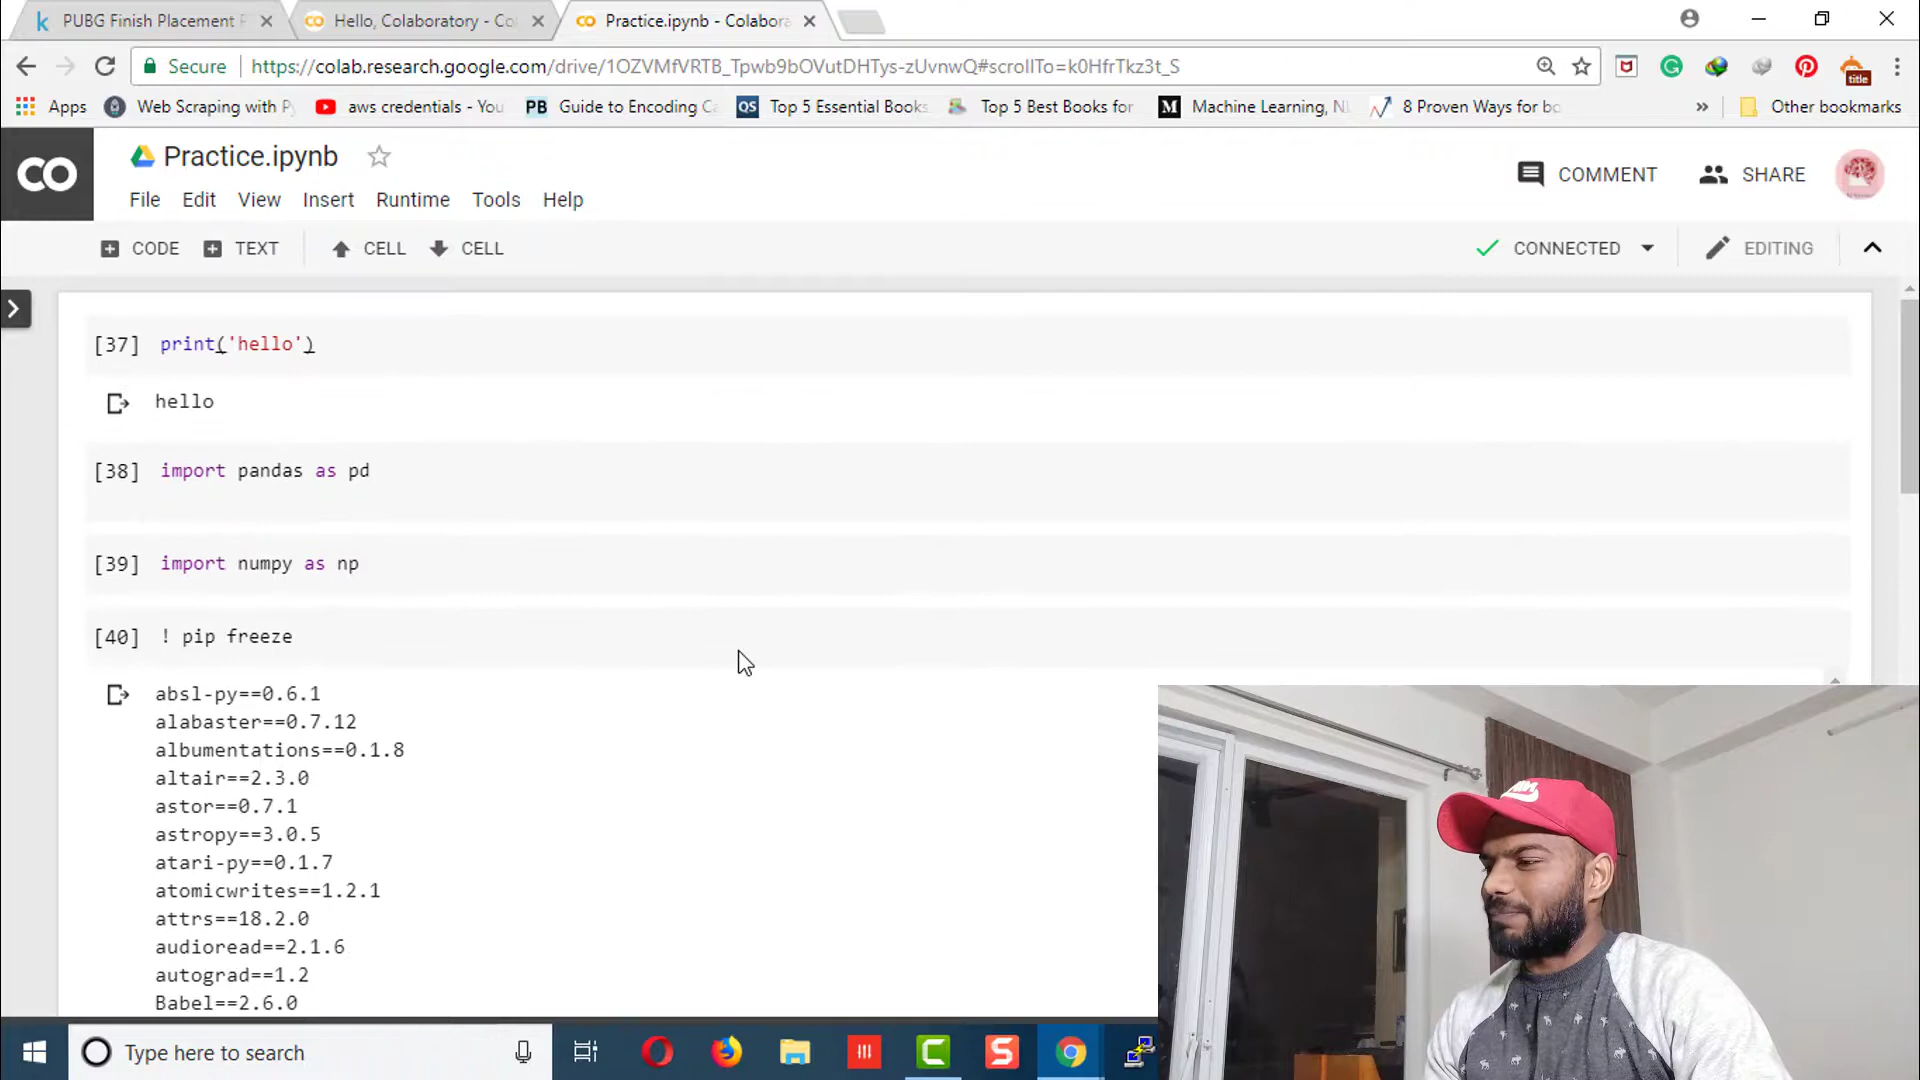 PUBG Finish Placement
Hello, Colaboratory - Co
Practice.ipynb - Colabora
Secure
https://colab.research.google.com/drive/1OZVMfVRTB_Tpwb9bOVutDHTys-zUvnwQ#scrollTo=k0HfrTkz3t_S
title
Apps
Web Scraping with Py
aws credentials - You
PB Guide to Encoding Ca
QS Top 5 Essential Books
Top 5 Best Books for
M Machine Learning, NL
8 Proven Ways for bo
»
Other bookmarks
CO
Practice.ipynb
COMMENT
SHARE
File Edit View Insert Runtime Tools Help
CODE TEXT CELL CELL
CONNECTED
EDITING
[37] print('hello')
hello
[38] import pandas as pd
[39] import numpy as np
[40] ! pip freeze
absl-py==0.6.1
alabaster==0.7.12
albumentations==0.1.8
altair==2.3.0
astor==0.7.1
astropy==3.0.5
atari-py==0.1.7
atomicwrites==1.2.1
attrs==18.2.0
audioread==2.1.6
autograd==1.2
Babel==2.6.0
Type here to search